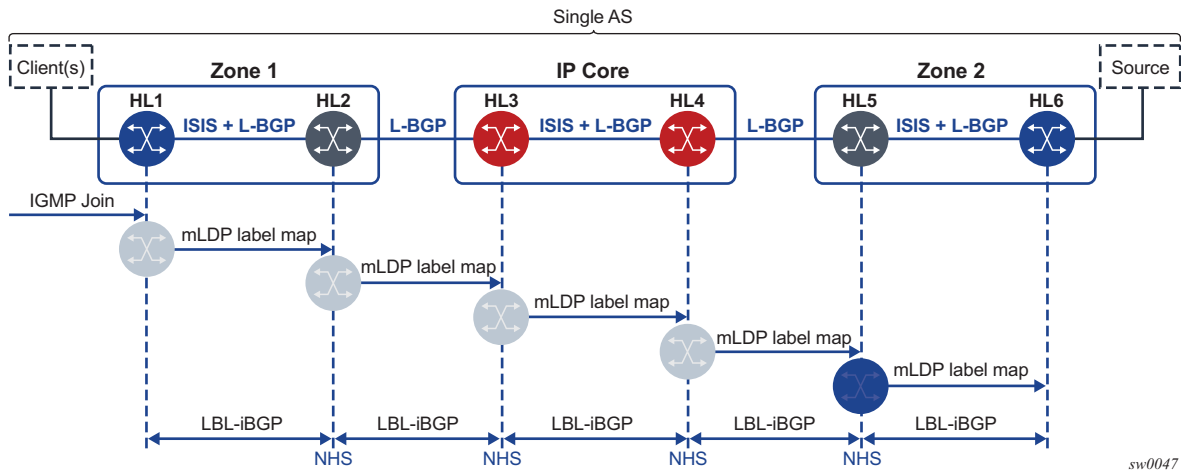 Single AS
Client(s)
Zone 1
IP Core
Zone 2
Source
HL1
HL2
HL3
HL4
HL5
HL6
ISIS + L-BGP
L-BGP
ISIS + L-BGP
L-BGP
ISIS + L-BGP
IGMP Join
mLDP label map
mLDP label map
mLDP label map
mLDP label map
mLDP label map
LBL-iBGP
LBL-iBGP
LBL-iBGP
LBL-iBGP
LBL-iBGP
NHS
NHS
NHS
NHS
sw0047